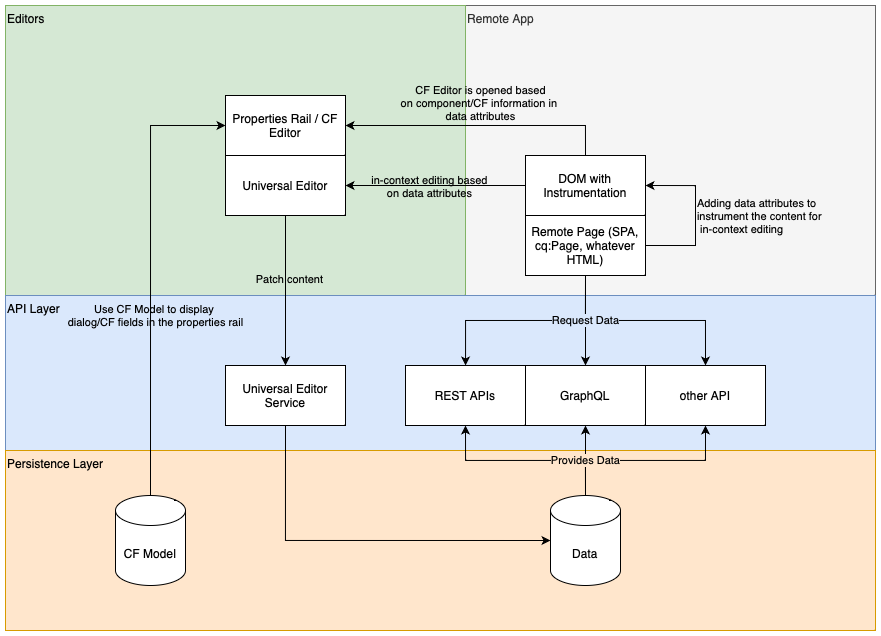 Editors
Remote App
CF Editor is opened based
on component/CF information in
data attributes
Properties Rail / CF
Editor
Universal Editor
in-context editing based
on data attributes
DOM with
Instrumentation
Adding data attributes to
instrument the content for
in-context editing
Remote Page (SPA,
cq:Page, whatever
HTML)
Patch content
API Layer
Use CF Model to display
dialog/CF fields in the properties rail
Request Data
Universal Editor
Service
REST APIs
GraphQL
other API
Persistence Layer
Provides Data
CF Model
Data